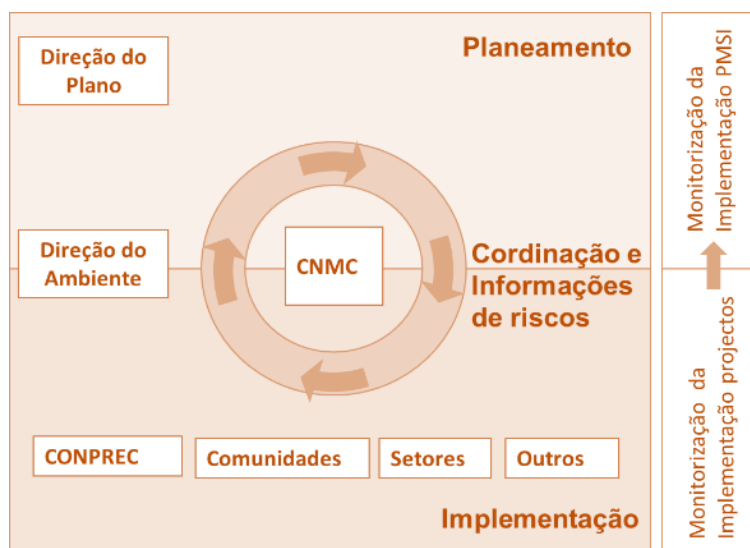 Planeamento
Direção do
Plano
Direção do
Ambiente
CNMC
Cordinação e
Informações
de riscos
CONPREC
Comunidades
Setores
Outros
Implementação
Monitorização da
Implementação PMSI
Monitorização da
Implementação projectos